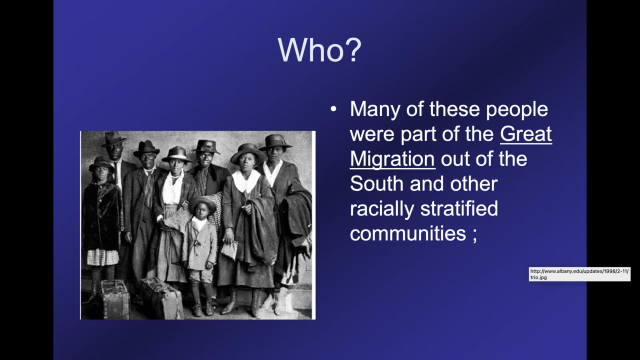 Who?
• Many of these people
were part of the Great
Migration out of the
South and other
racially stratified
communities ;
http://www.albany.edu/updates/1998/2-11/
trio.jpg